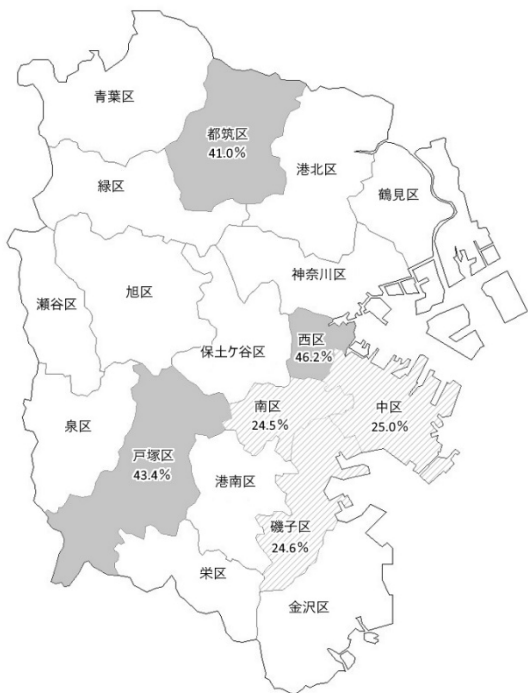 青葉区
都筑区
41.0%
港北区
緑区
鶴見区
神奈川区
瀬谷区
旭区
保土ケ谷区
西区
46.2%
泉区
南区
24.5%
中区
25.0%
戸塚区
43.4%
港南区
磯子区
24.6%
栄区
金沢区